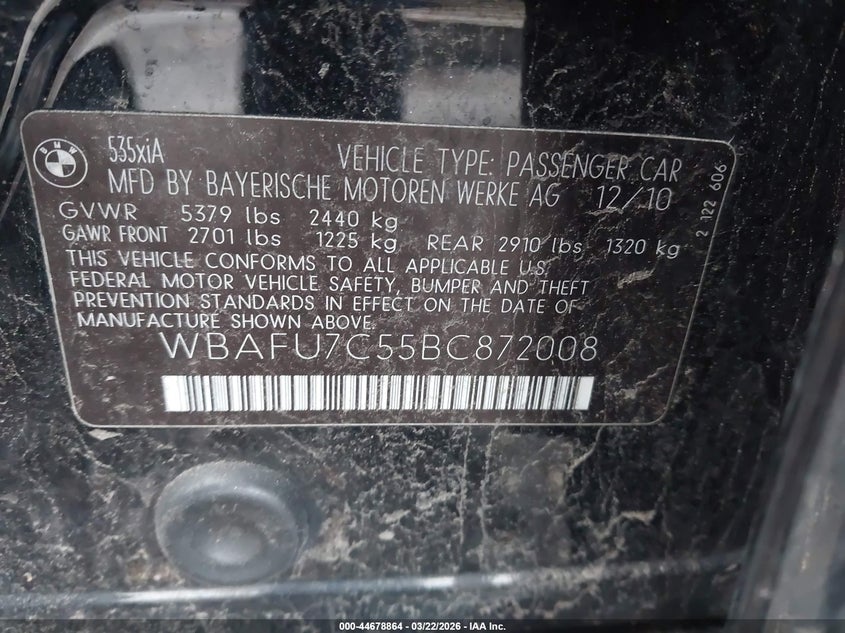 BMW
535xiA
VEHICLE TYPE: PASSENGER CAR
MFD BY BAYERISCHE MOTOREN WERKE AG 12/10
GVWR 5379 lbs 2440 kg
GAWR FRONT 2701 lbs 1225 kg REAR 2910 lbs 1320 kg
THIS VEHICLE CONFORMS TO ALL APPLICABLE U.S.
FEDERAL MOTOR VEHICLE SAFETY, BUMPER AND THEFT
PREVENTION STANDARDS IN EFFECT ON THE DATE OF
MANUFACTURE SHOWN ABOVE.
WBAFU7C55BC872008
2 122 606
000-44678864 - 03/22/2026 - IAA Inc.